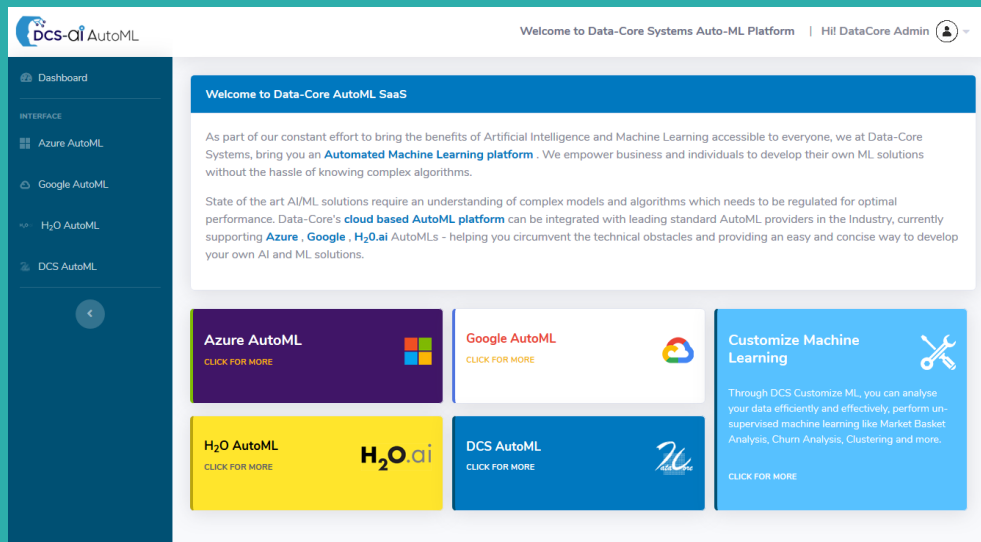 DCS-ai AutoML
Welcome to Data-Core Systems Auto-ML Platform | Hi! DataCore Admin
Dashboard
INTERFACE
Azure AutoML
Google AutoML
H₂O AutoML
DCS AutoML
Welcome to Data-Core AutoML SaaS
As part of our constant effort to bring the benefits of Artificial Intelligence and Machine Learning accessible to everyone, we at Data-Core
Systems, bring you an Automated Machine Learning platform . We empower business and individuals to develop their own ML solutions
without the hassle of knowing complex algorithms.
State of the art AI/ML solutions require an understanding of complex models and algorithms which needs to be regulated for optimal
performance. Data-Core's cloud based AutoML platform can be integrated with leading standard AutoML providers in the Industry, currently
supporting Azure , Google , H₂0.ai AutoMLs - helping you circumvent the technical obstacles and providing an easy and concise way to develop
your own AI and ML solutions.
Azure AutoML
CLICK FOR MORE
Google AutoML
CLICK FOR MORE
H₂O AutoML
CLICK FOR MORE
H₂O.ai
DCS AutoML
CLICK FOR MORE
Customize Machine
Learning
Through DCS Customize ML, you can analyse
your data efficiently and effectively, perform un-
supervised machine learning like Market Basket
Analysis, Churn Analysis, Clustering and more.
CLICK FOR MORE